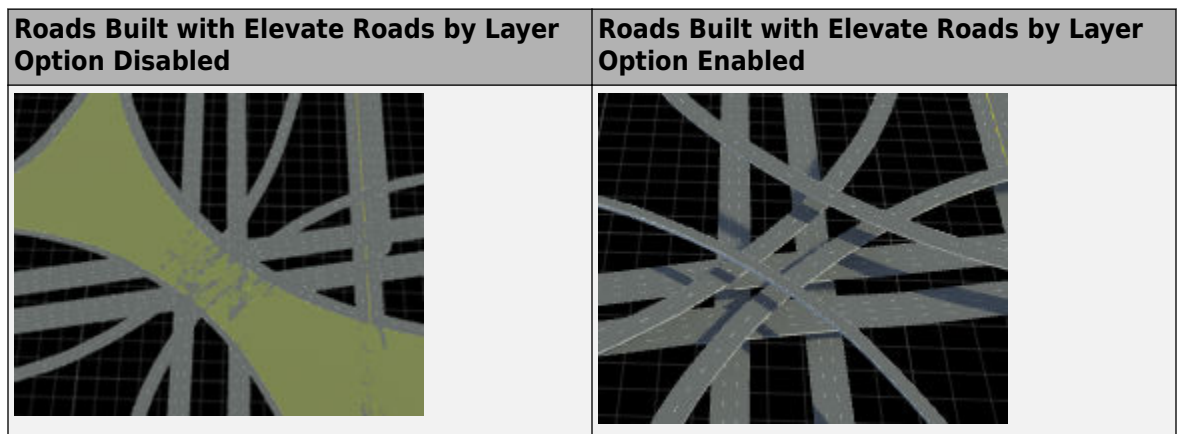 Roads Built with Elevate Roads by Layer
Option Disabled
Roads Built with Elevate Roads by Layer
Option Enabled